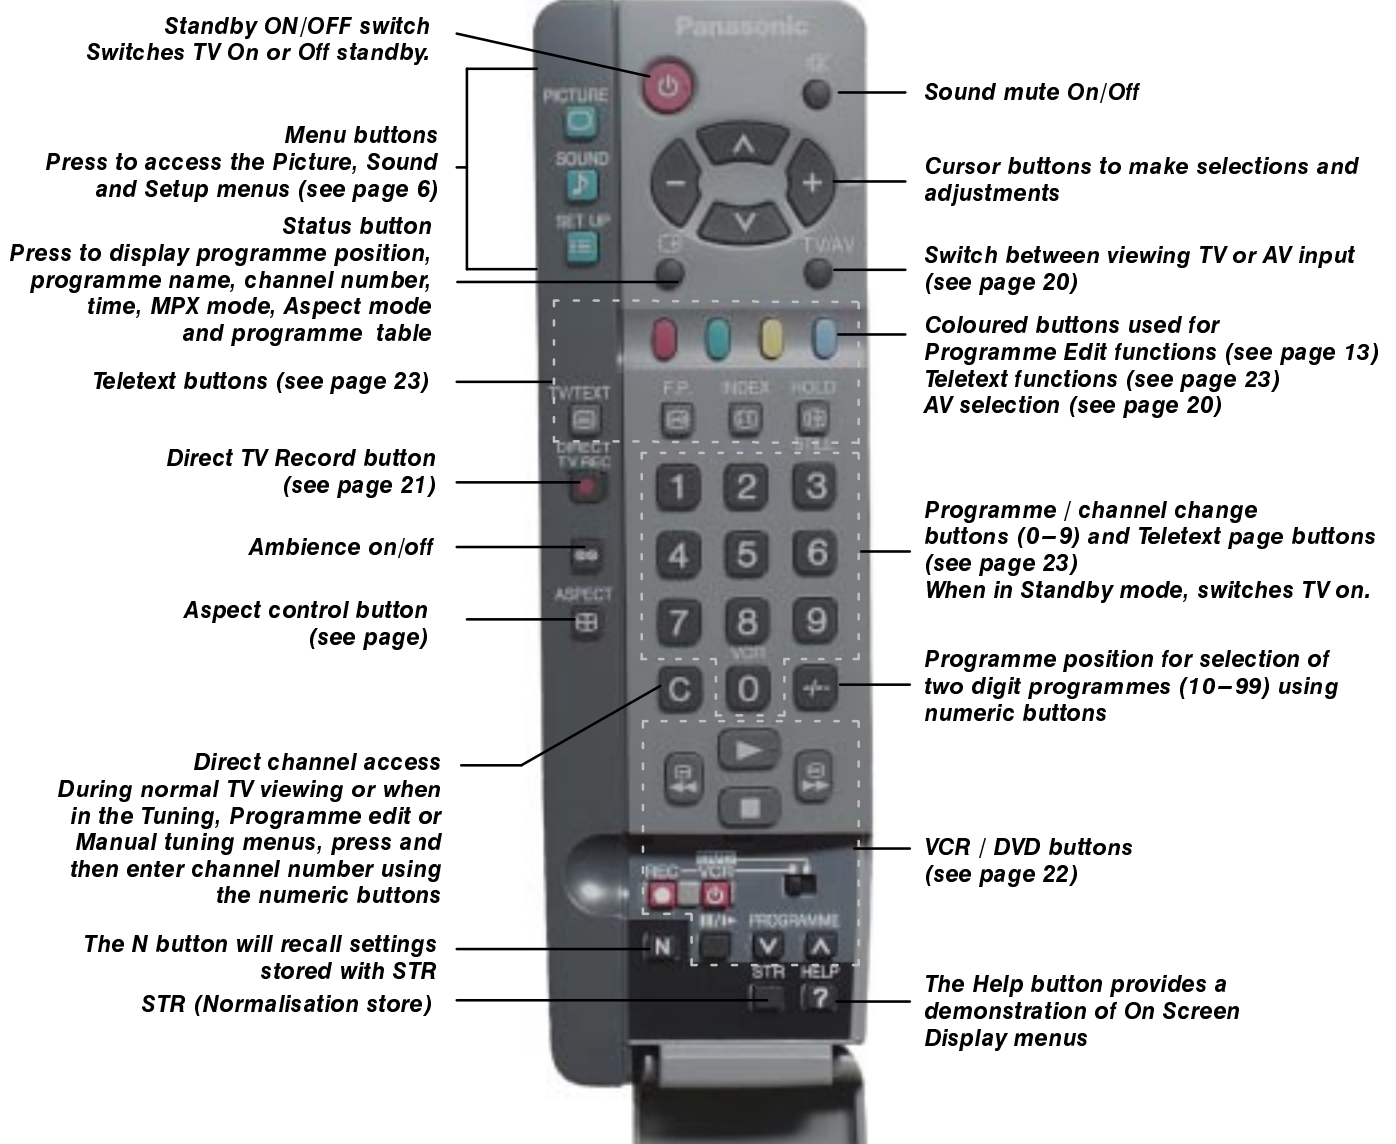 Standby ON/OFF switch
Switches TV On or Off standby.
Menu buttons
Press to access the Picture, Sound
and Setup menus (see page 6)
Status button
Press to display programme position,
programme name, channel number,
time, MPX mode, Aspect mode
and programme table
Teletext buttons (see page 23)
Direct TV Record button
(see page 21)
Ambience on/off
Aspect control button
(see page)
Direct channel access
During normal TV viewing or when
in the Tuning, Programme edit or
Manual tuning menus, press and
then enter channel number using
the numeric buttons
The N button will recall settings
stored with STR
STR (Normalisation store)
Panasonic
PICTURE
SOUND
SET UP
TV/AV
TV/TEXT
F.P.
INDEX
HOLD
DIRECT
TV REC
1 2 3
4 5 6
ASPECT
7 8 9
VCR
C 0 -/--
REC VCR
PROGRAMME
N
STR HELP
?
Sound mute On/Off
Cursor buttons to make selections and
adjustments
Switch between viewing TV or AV input
(see page 20)
Coloured buttons used for
Programme Edit functions (see page 13)
Teletext functions (see page 23)
AV selection (see page 20)
Programme / channel change
buttons (0–9) and Teletext page buttons
(see page 23)
When in Standby mode, switches TV on.
Programme position for selection of
two digit programmes (10–99) using
numeric buttons
VCR / DVD buttons
(see page 22)
The Help button provides a
demonstration of On Screen
Display menus